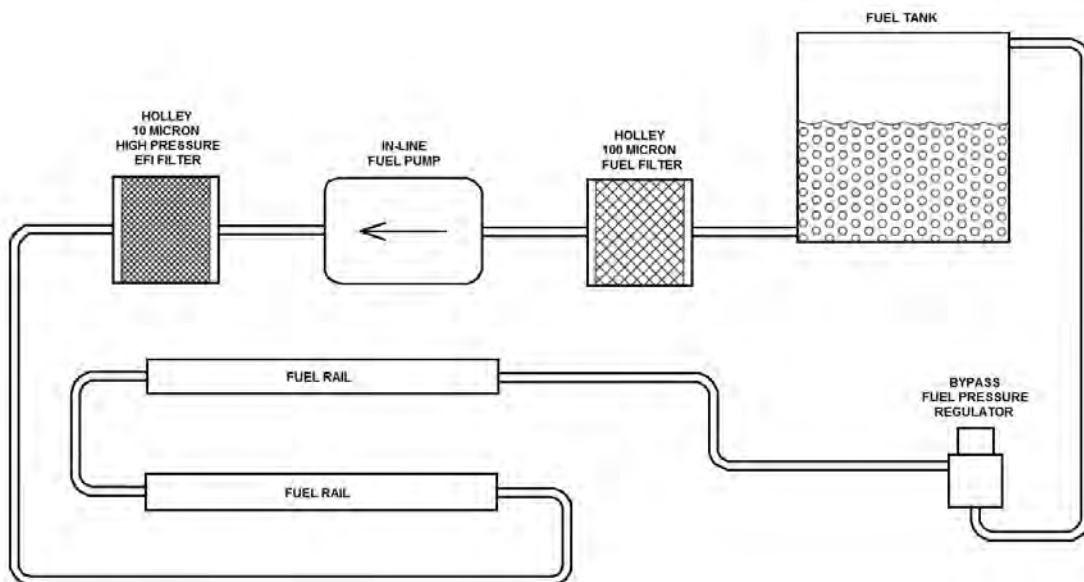 FUEL TANK
HOLLEY
10 MICRON
HIGH PRESSURE
EFI FILTER
IN-LINE
FUEL PUMP
HOLLEY
100 MICRON
FUEL FILTER
FUEL RAIL
BYPASS
FUEL PRESSURE
REGULATOR
FUEL RAIL